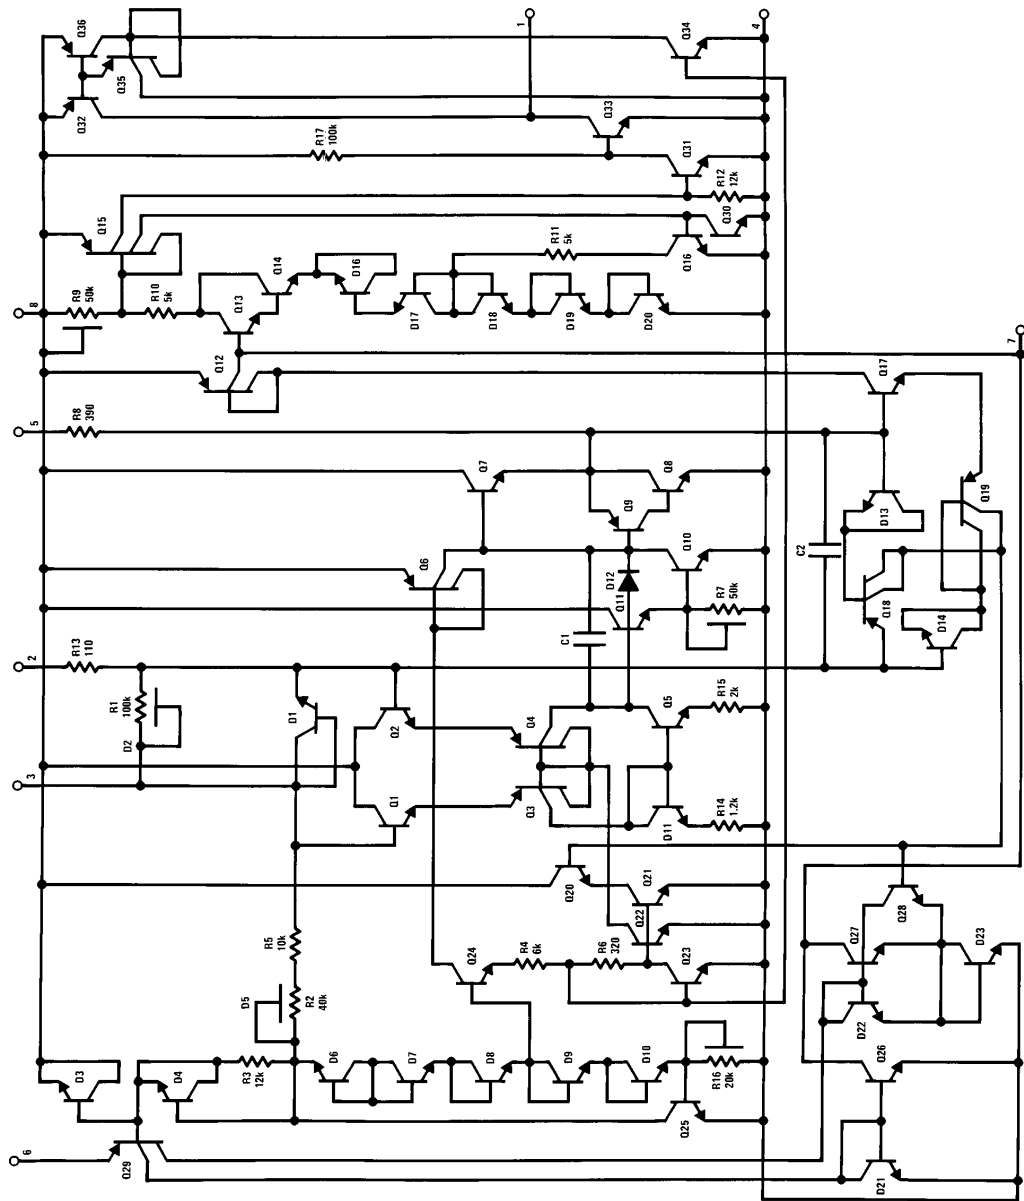 6
3
2
5
8
1
4
D3
R13
110
R8
390
R9
50k
Q32
Q36
R1
100k
Q35
D2
Q29
D4
R10
5k
Q15
Q12
Q13
R3
12k
D5
R5
10k
D1
Q14
R17
100k
R2
40k
D6
D7
D8
D9
D10
Q1
Q2
D16
D17
D18
D19
D20
Q6
Q7
Q24
R4
6k
R6
320
Q3
Q4
R11
5k
Q20
C1
D12
Q11
Q9
Q33
Q22
Q21
Q23
D11
Q5
Q10
Q8
Q16
Q31
Q34
Q25
R16
20k
R14
1.2k
R15
2k
R7
50k
Q30
R12
12k
C2
D21
Q26
D22
Q27
Q28
D23
Q18
D13
Q17
D14
Q19
7